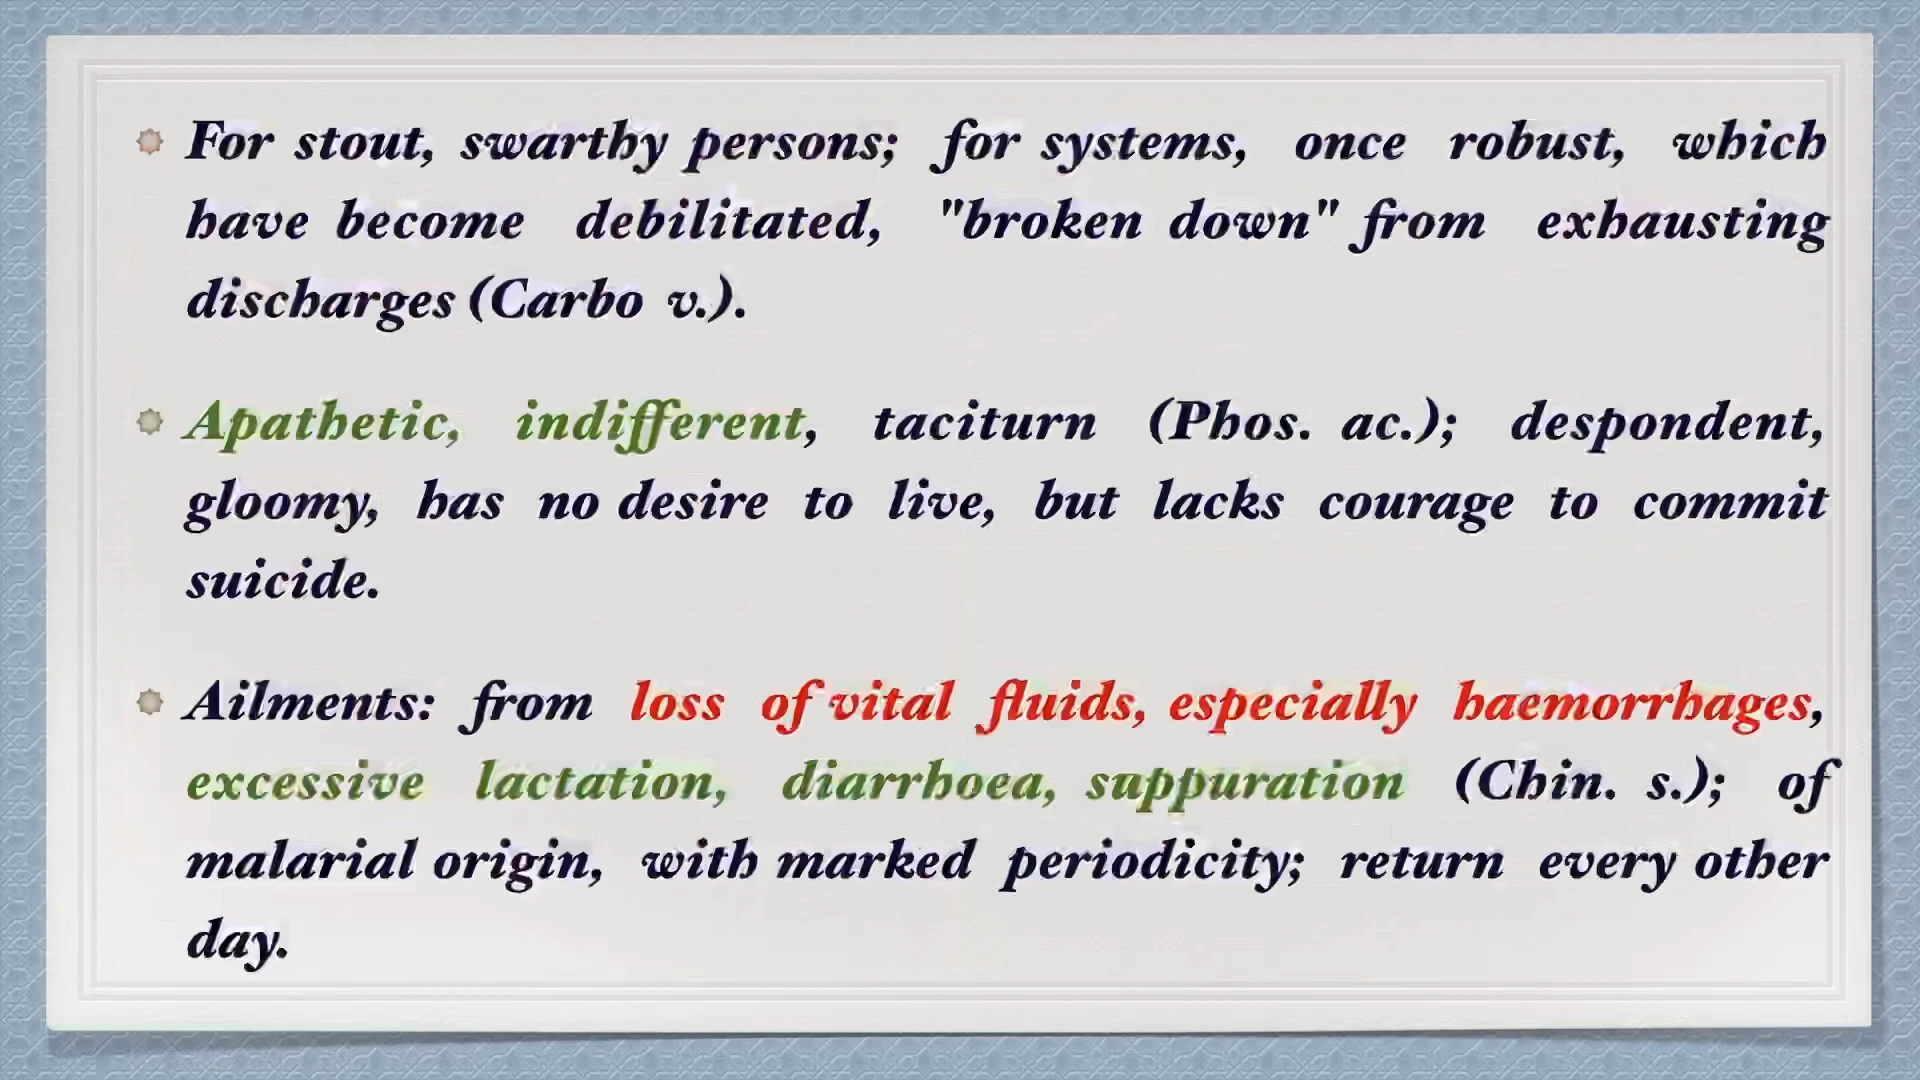 For stout, swarthy persons; for systems, once robust, which
have become debilitated, "broken down" from exhausting
discharges (Carbo v.).
Apathetic, indifferent, taciturn (Phos. ac.); despondent,
gloomy, has no desire to live, but lacks courage to commit
suicide.
Ailments: from loss of vital fluids, especially haemorrhages,
excessive lactation, diarrhoea, suppuration (Chin. s.); of
malarial origin, with marked periodicity; return every other
day.